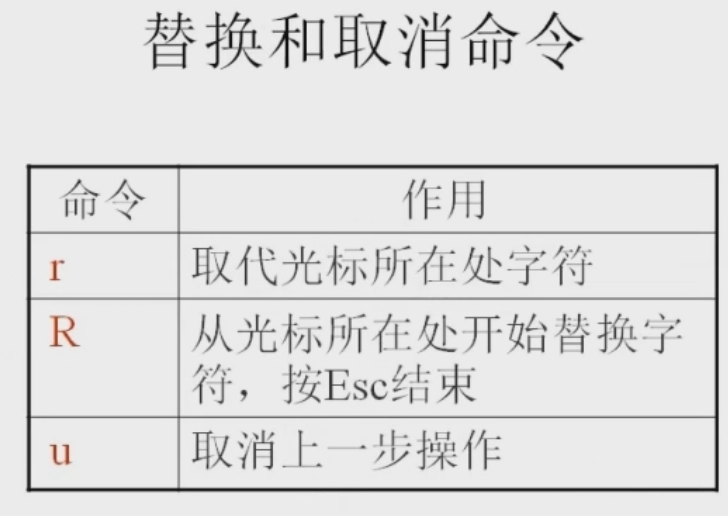 替换和取消命令
命令 作用
r 取代光标所在处字符
R 从光标所在处开始替换字
符，按Esc结束
u 取消上一步操作